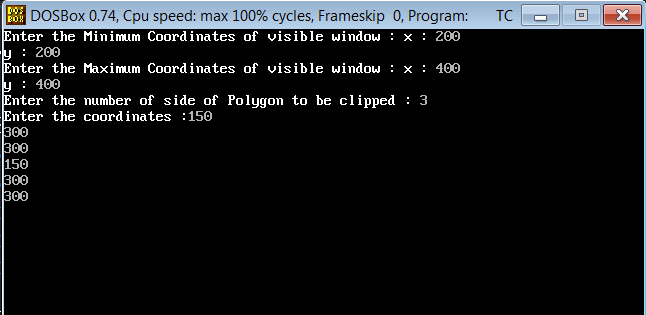 DOS BOX DOSBox 0.74, Cpu speed: max 100% cycles, Frameskip 0, Program: TC
Enter the Minimum Coordinates of visible window : x : 200
y : 200
Enter the Maximum Coordinates of visible window : x : 400
y : 400
Enter the number of side of Polygon to be clipped : 3
Enter the coordinates :150
300
300
150
300
300